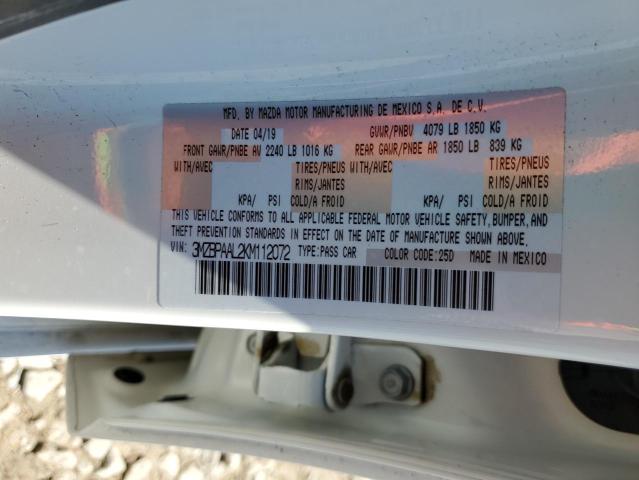 MFD. BY MAZDA MOTOR MANUFACTURING DE MEXICO S.A. DE C.V.
DATE 04/19 GVWR/PNBV 4079 LB 1850 KG
FRONT GAWR/PNBE AV 2240 LB 1016 KG REAR GAWR/PNBE AR 1850 LB 839 KG
WITH/AVEC TIRES/PNEUS WITH/AVEC TIRES/PNEUS
RIMS/JANTES RIMS/JANTES
KPA/ PSI COLD/A FROID KPA/ PSI COLD/A FROID
THIS VEHICLE CONFORMS TO ALL APPLICABLE FEDERAL MOTOR VEHICLE SAFETY, BUMPER, AND
THEFT PREVENTION STANDARDS IN EFFECT ON THE DATE OF MANUFACTURE SHOWN ABOVE.
VIN: 3MZBPAAL2KM112072 TYPE:PASS CAR COLOR CODE:25D MADE IN MEXICO